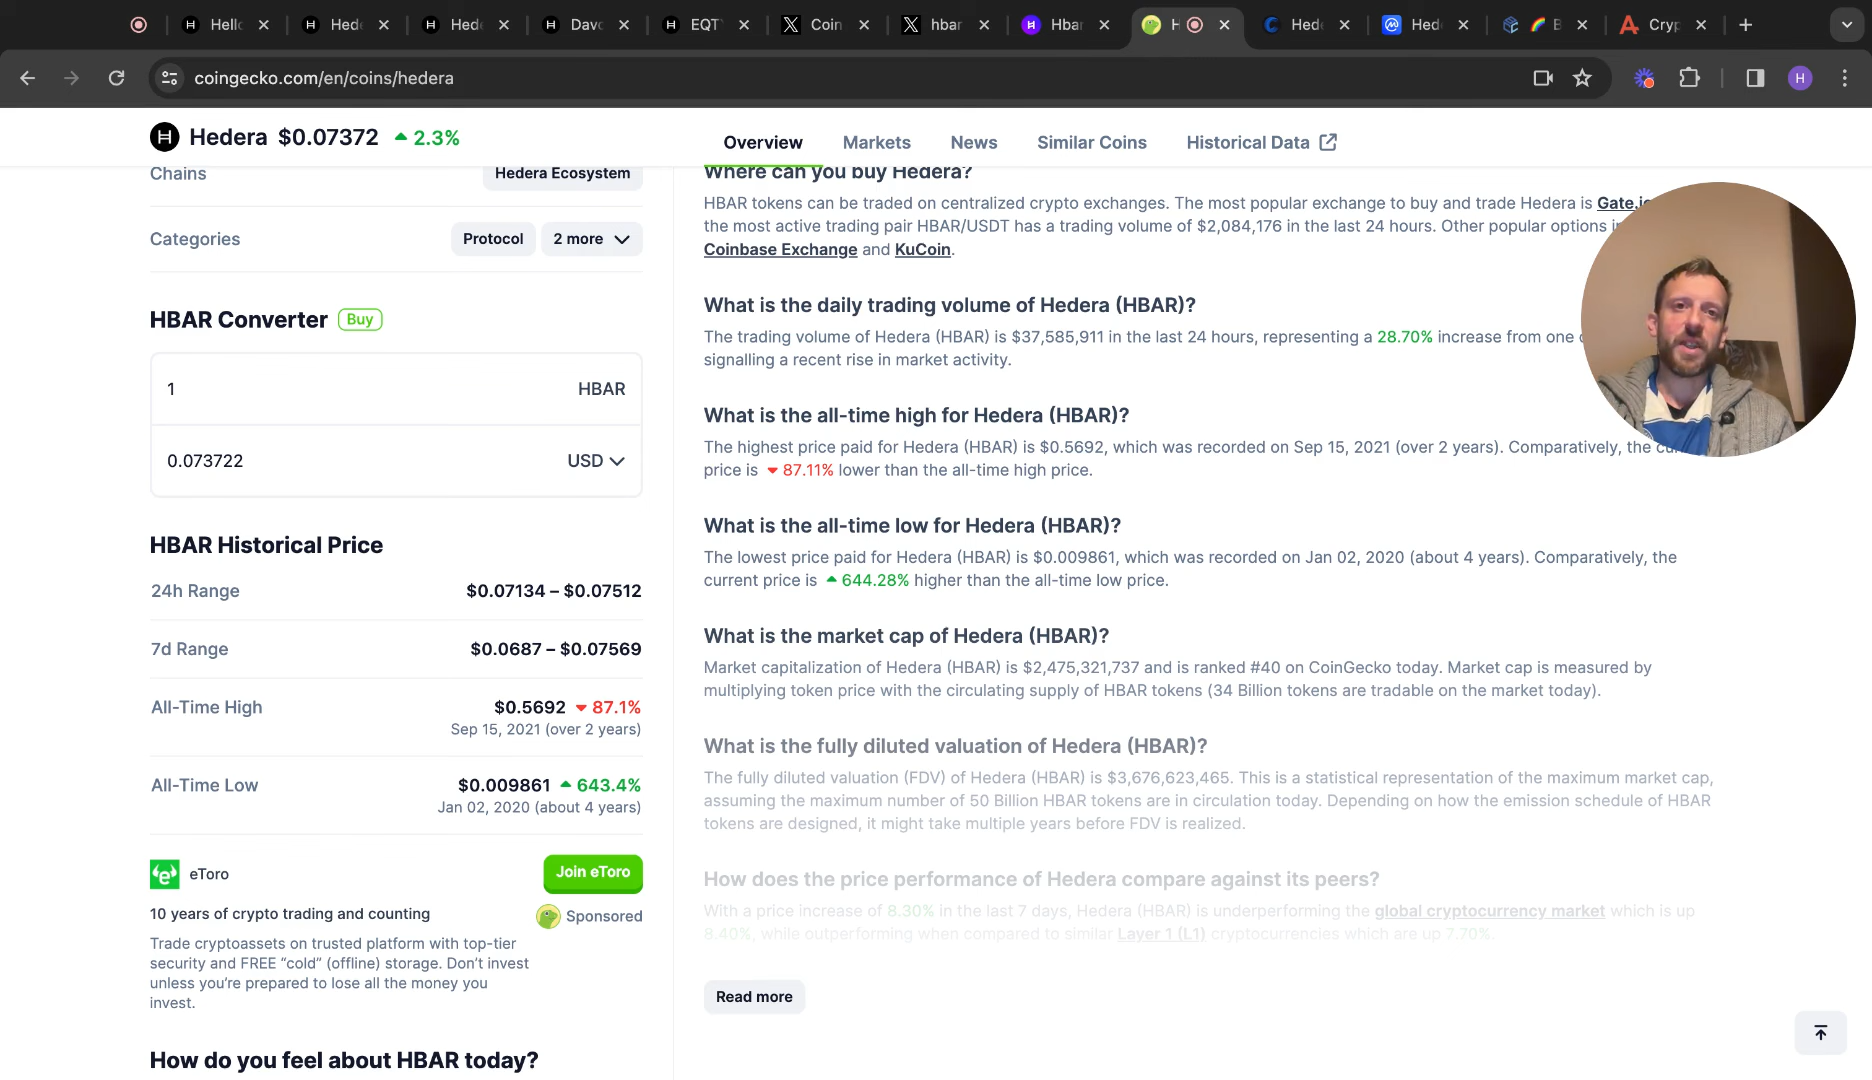 Hello
Hede
Hede
Davo
EQT
Coin
hbar
Hbar
H
Hede
Hede
B
Cryp
coingecko.com/en/coins/hedera
H
Hedera $0.07372 2.3%
Overview Markets News Similar Coins Historical Data
Chains Hedera Ecosystem
Categories Protocol 2 more
HBAR Converter Buy
1 HBAR
0.073722 USD
HBAR Historical Price
24h Range $0.07134 – $0.07512
7d Range $0.0687 – $0.07569
All-Time High $0.5692 87.1%
Sep 15, 2021 (over 2 years)
All-Time Low $0.009861 643.4%
Jan 02, 2020 (about 4 years)
eToro Join eToro
10 years of crypto trading and counting Sponsored
Trade cryptoassets on trusted platform with top-tier
security and FREE “cold” (offline) storage. Don’t invest
unless you’re prepared to lose all the money you
invest.
How do you feel about HBAR today?
Where can you buy Hedera?
HBAR tokens can be traded on centralized crypto exchanges. The most popular exchange to buy and trade Hedera is Gate.io
the most active trading pair HBAR/USDT has a trading volume of $2,084,176 in the last 24 hours. Other popular options
Coinbase Exchange and KuCoin.
What is the daily trading volume of Hedera (HBAR)?
The trading volume of Hedera (HBAR) is $37,585,911 in the last 24 hours, representing a 28.70% increase from one
signalling a recent rise in market activity.
What is the all-time high for Hedera (HBAR)?
The highest price paid for Hedera (HBAR) is $0.5692, which was recorded on Sep 15, 2021 (over 2 years). Comparatively, the
price is 87.11% lower than the all-time high price.
What is the all-time low for Hedera (HBAR)?
The lowest price paid for Hedera (HBAR) is $0.009861, which was recorded on Jan 02, 2020 (about 4 years). Comparatively, the
current price is 644.28% higher than the all-time low price.
What is the market cap of Hedera (HBAR)?
Market capitalization of Hedera (HBAR) is $2,475,321,737 and is ranked #40 on CoinGecko today. Market cap is measured by
multiplying token price with the circulating supply of HBAR tokens (34 Billion tokens are tradable on the market today).
What is the fully diluted valuation of Hedera (HBAR)?
The fully diluted valuation (FDV) of Hedera (HBAR) is $3,676,623,465. This is a statistical representation of the maximum market cap,
assuming the maximum number of 50 Billion HBAR tokens are in circulation today. Depending on how the emission schedule of HBAR
tokens are designed, it might take multiple years before FDV is realized.
How does the price performance of Hedera compare against its peers?
With a price increase of 8.30% in the last 7 days, Hedera (HBAR) is underperforming the global cryptocurrency market which is up
8.40%, while outperforming when compared to similar Layer 1 (L1) cryptocurrencies which are up 7.70%.
Read more